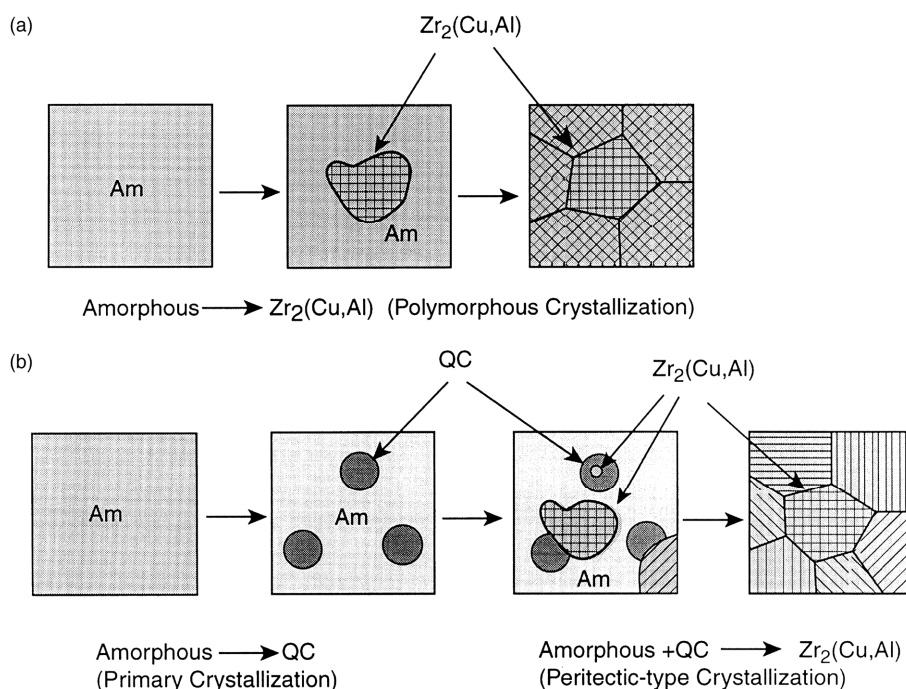 (a)
Zr2(Cu,Al)
Am
Am
Amorphous → Zr2(Cu,Al) (Polymorphous Crystallization)
(b)
QC
Zr2(Cu,Al)
Am
Am
Am
Amorphous → QC
(Primary Crystallization)
Amorphous +QC → Zr2(Cu,Al)
(Peritectic-type Crystallization)